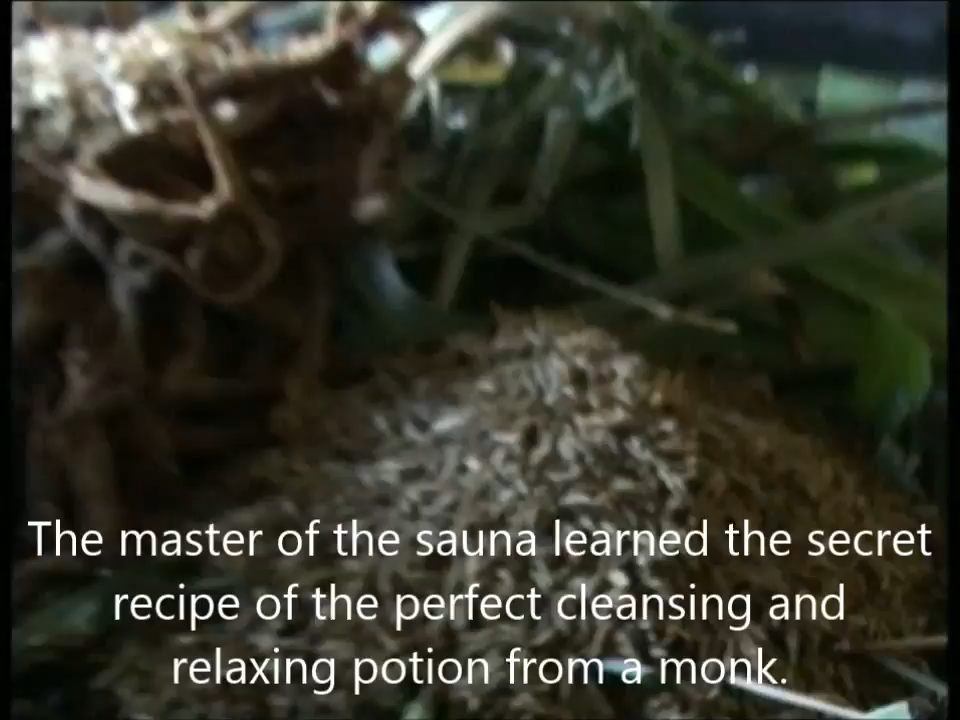 The master of the sauna learned the secret
recipe of the perfect cleansing and
relaxing potion from a monk.